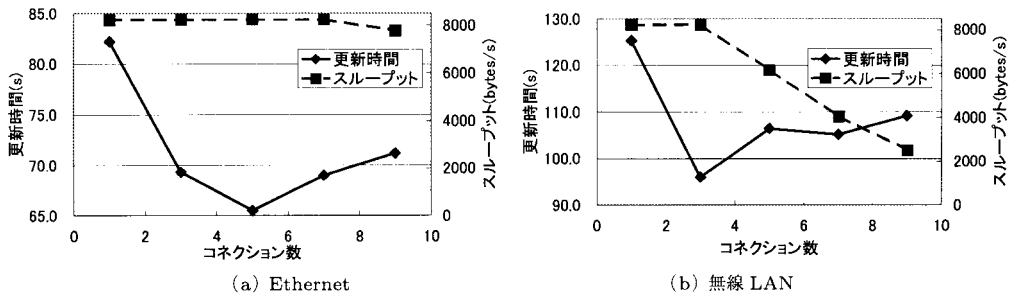 85.0
80.0
75.0
70.0
65.0
更新時間(s)
更新時間
スループット
8000
6000
4000
2000
0
スループット(bytes/s)
0 2 4 6 8 10
コネクション数
(a) Ethernet
130.0
120.0
110.0
100.0
90.0
更新時間(s)
更新時間
スループット
8000
6000
4000
2000
0
スループット(bytes/s)
0 2 4 6 8 10
コネクション数
(b) 無線 LAN